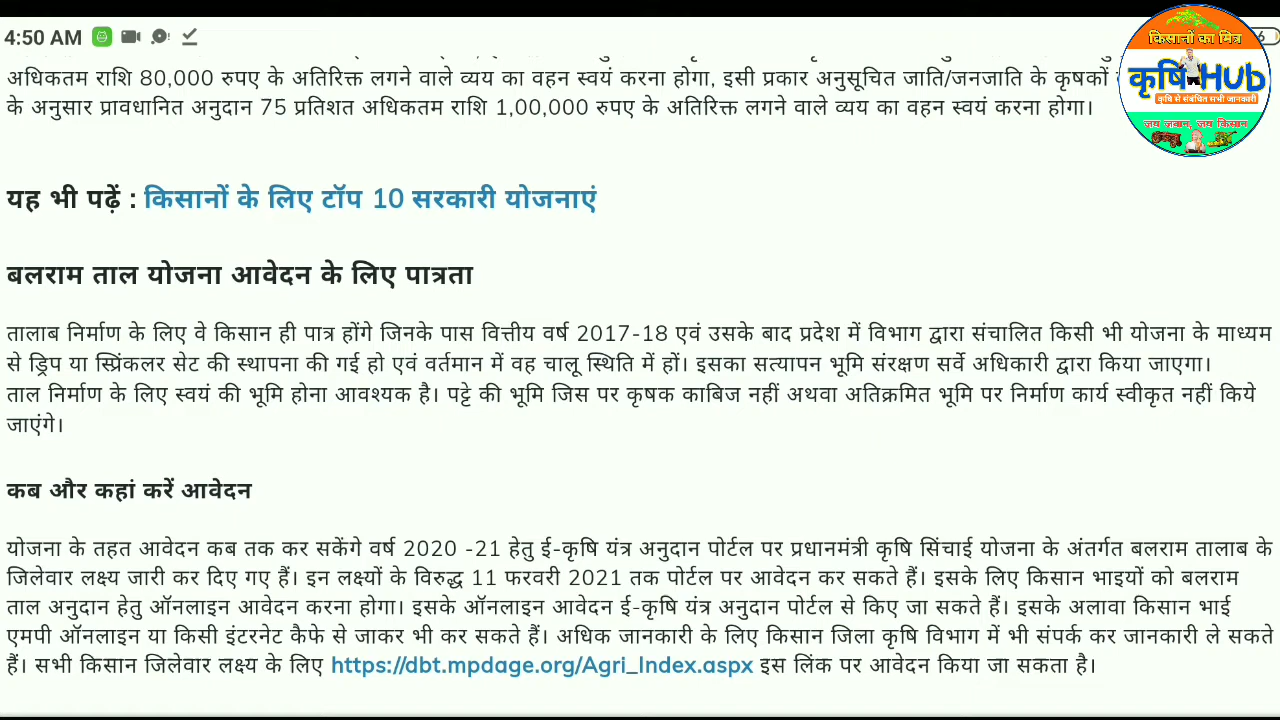 4:50 AM
किसानों का मित्र
कृषि HUb
कृषि से संबंधित सभी जानकारी
जय जवान, जय किसान
अधिकतम राशि 80,000 रुपए के अतिरिक्त लगने वाले व्यय का वहन स्वयं करना होगा, इसी प्रकार अनुसूचित जाति/जनजाति के कृषकों
के अनुसार प्रावधानित अनुदान 75 प्रतिशत अधिकतम राशि 1,00,000 रुपए के अतिरिक्त लगने वाले व्यय का वहन स्वयं करना होगा।
यह भी पढ़ें : किसानों के लिए टॉप 10 सरकारी योजनाएं
बलराम ताल योजना आवेदन के लिए पात्रता
तालाब निर्माण के लिए वे किसान ही पात्र होंगे जिनके पास वित्तीय वर्ष 2017-18 एवं उसके बाद प्रदेश में विभाग द्वारा संचालित किसी भी योजना के माध्यम
से ड्रिप या स्प्रिंकलर सेट की स्थापना की गई हो एवं वर्तमान में वह चालू स्थिति में हों। इसका सत्यापन भूमि संरक्षण सर्वे अधिकारी द्वारा किया जाएगा।
ताल निर्माण के लिए स्वयं की भूमि होना आवश्यक है। पट्टे की भूमि जिस पर कृषक काबिज नहीं अथवा अतिक्रमित भूमि पर निर्माण कार्य स्वीकृत नहीं किये
जाएंगे।
कब और कहां करें आवेदन
योजना के तहत आवेदन कब तक कर सकेंगे वर्ष 2020 -21 हेतु ई-कृषि यंत्र अनुदान पोर्टल पर प्रधानमंत्री कृषि सिंचाई योजना के अंतर्गत बलराम तालाब के
जिलेवार लक्ष्य जारी कर दिए गए हैं। इन लक्ष्यों के विरुद्ध 11 फरवरी 2021 तक पोर्टल पर आवेदन कर सकते हैं। इसके लिए किसान भाइयों को बलराम
ताल अनुदान हेतु ऑनलाइन आवेदन करना होगा। इसके ऑनलाइन आवेदन ई-कृषि यंत्र अनुदान पोर्टल से किए जा सकते हैं। इसके अलावा किसान भाई
एमपी ऑनलाइन या किसी इंटरनेट कैफे से जाकर भी कर सकते हैं। अधिक जानकारी के लिए किसान जिला कृषि विभाग में भी संपर्क कर जानकारी ले सकते
हैं। सभी किसान जिलेवार लक्ष्य के लिए https://dbt.mpdage.org/Agri_Index.aspx इस लिंक पर आवेदन किया जा सकता है।